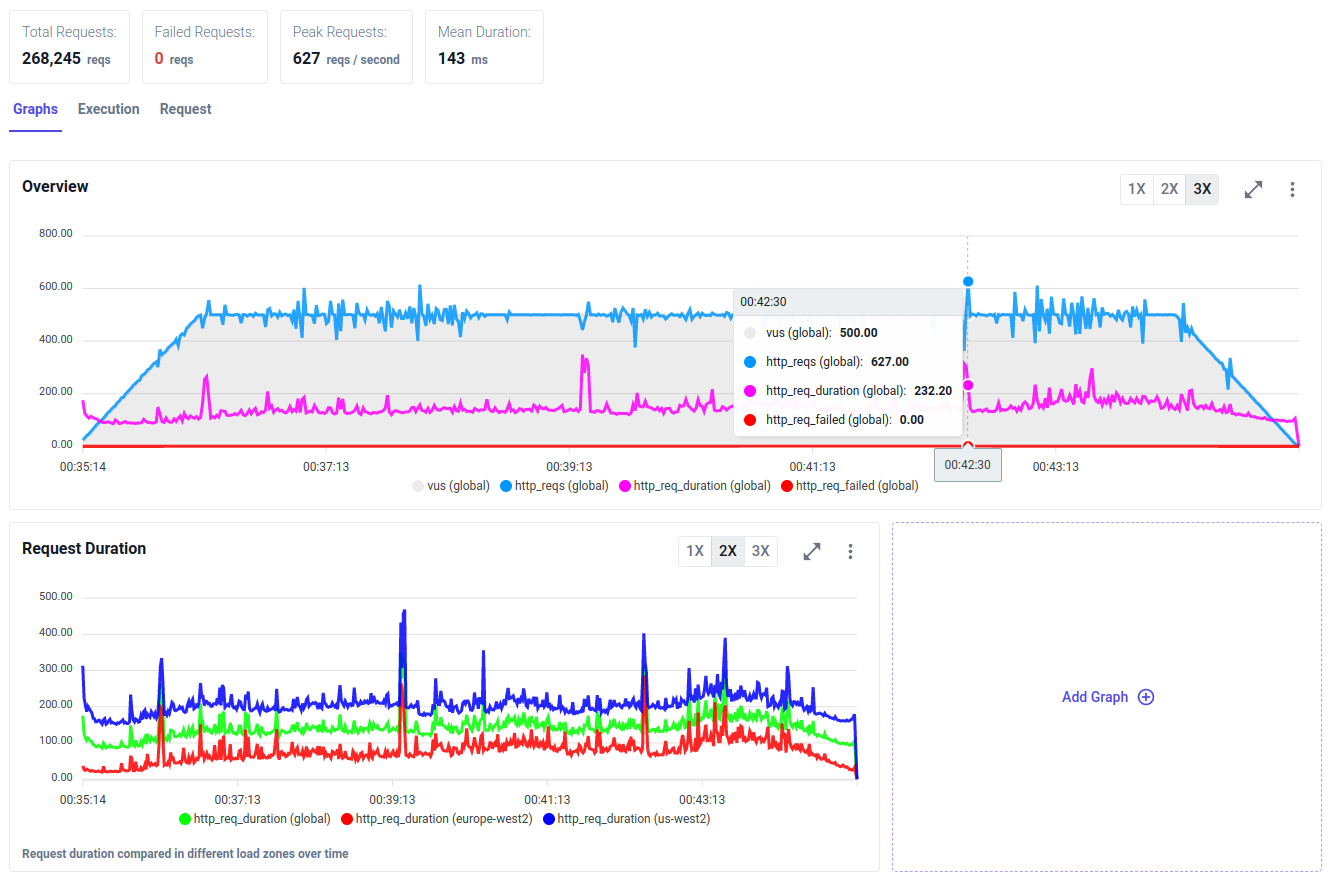 Total Requests:
268,245 reqs
Failed Requests:
0 reqs
Peak Requests:
627 reqs / second
Mean Duration:
143 ms
Graphs Execution Request
Overview
1X 2X 3X
800.00
600.00
400.00
200.00
0.00
00:42:30
vus (global): 500.00
http_reqs (global): 627.00
http_req_duration (global): 232.20
http_req_failed (global): 0.00
00:35:14 00:37:13 00:39:13 00:41:13 00:42:30 00:43:13
vus (global) http_reqs (global) http_req_duration (global) http_req_failed (global)
Request Duration
1X 2X 3X
500.00
400.00
300.00
200.00
100.00
0.00
00:35:14 00:37:13 00:39:13 00:41:13 00:43:13
http_req_duration (global) http_req_duration (europe-west2) http_req_duration (us-west2)
Request duration compared in different load zones over time
Add Graph